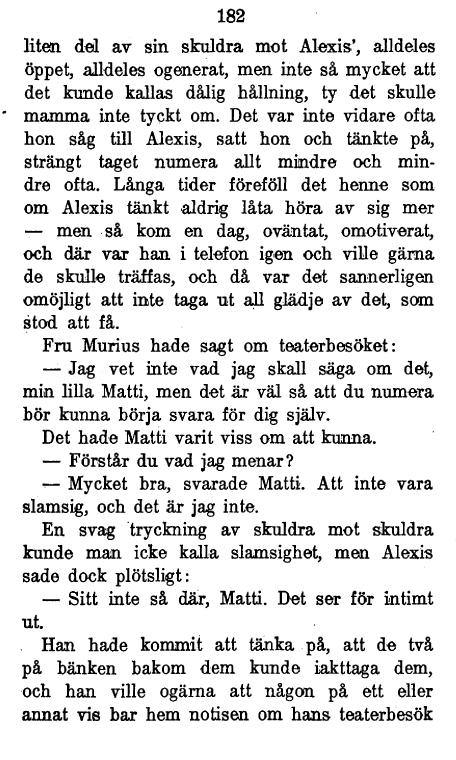 182
liten del av sin skuldra mot Alexis', alldeles
öppet, alldeles ogenerat, men inte så mycket att
det kunde kallas dålig hållning, ty det skulle
mamma inte tyckt om. Det var inte vidare ofta
hon såg till Alexis, satt hon och tänkte på,
strängt taget numera allt mindre och min-
dre ofta. Långa tider föreföll det henne som
om Alexis tänkt aldrig låta höra av sig mer
— men så kom en dag, oväntat, omotiverat,
och där var han i telefon igen och ville gärna
de skulle träffas, och då var det sannerligen
omöjligt att inte taga ut all glädje av det, som
stod att få.
Fru Murius hade sagt om teaterbesöket:
— Jag vet inte vad jag skall säga om det,
min lilla Matti, men det är väl så att du numera
bör kunna börja svara för dig själv.
Det hade Matti varit viss om att kunna.
— Förstår du vad jag menar?
— Mycket bra, svarade Matti. Att inte vara
slamsig, och det är jag inte.
En svag tryckning av skuldra mot skuldra
kunde man icke kalla slamsighet, men Alexis
sade dock plötsligt:
— Sitt inte så där, Matti. Det ser för intimt
ut.
Han hade kommit att tänka på, att de två
på bänken bakom dem kunde iakttaga dem,
och han ville ogärna att någon på ett eller
annat vis bar hem notisen om hans teaterbesök